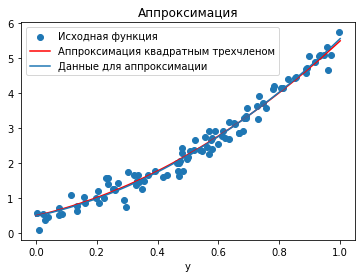 Аппроксимация
Исходная функция
Аппроксимация квадратным трехчленом
Данные для аппроксимации
6
5
4
3
2
1
0
0.0 0.2 0.4 0.6 0.8 1.0
y